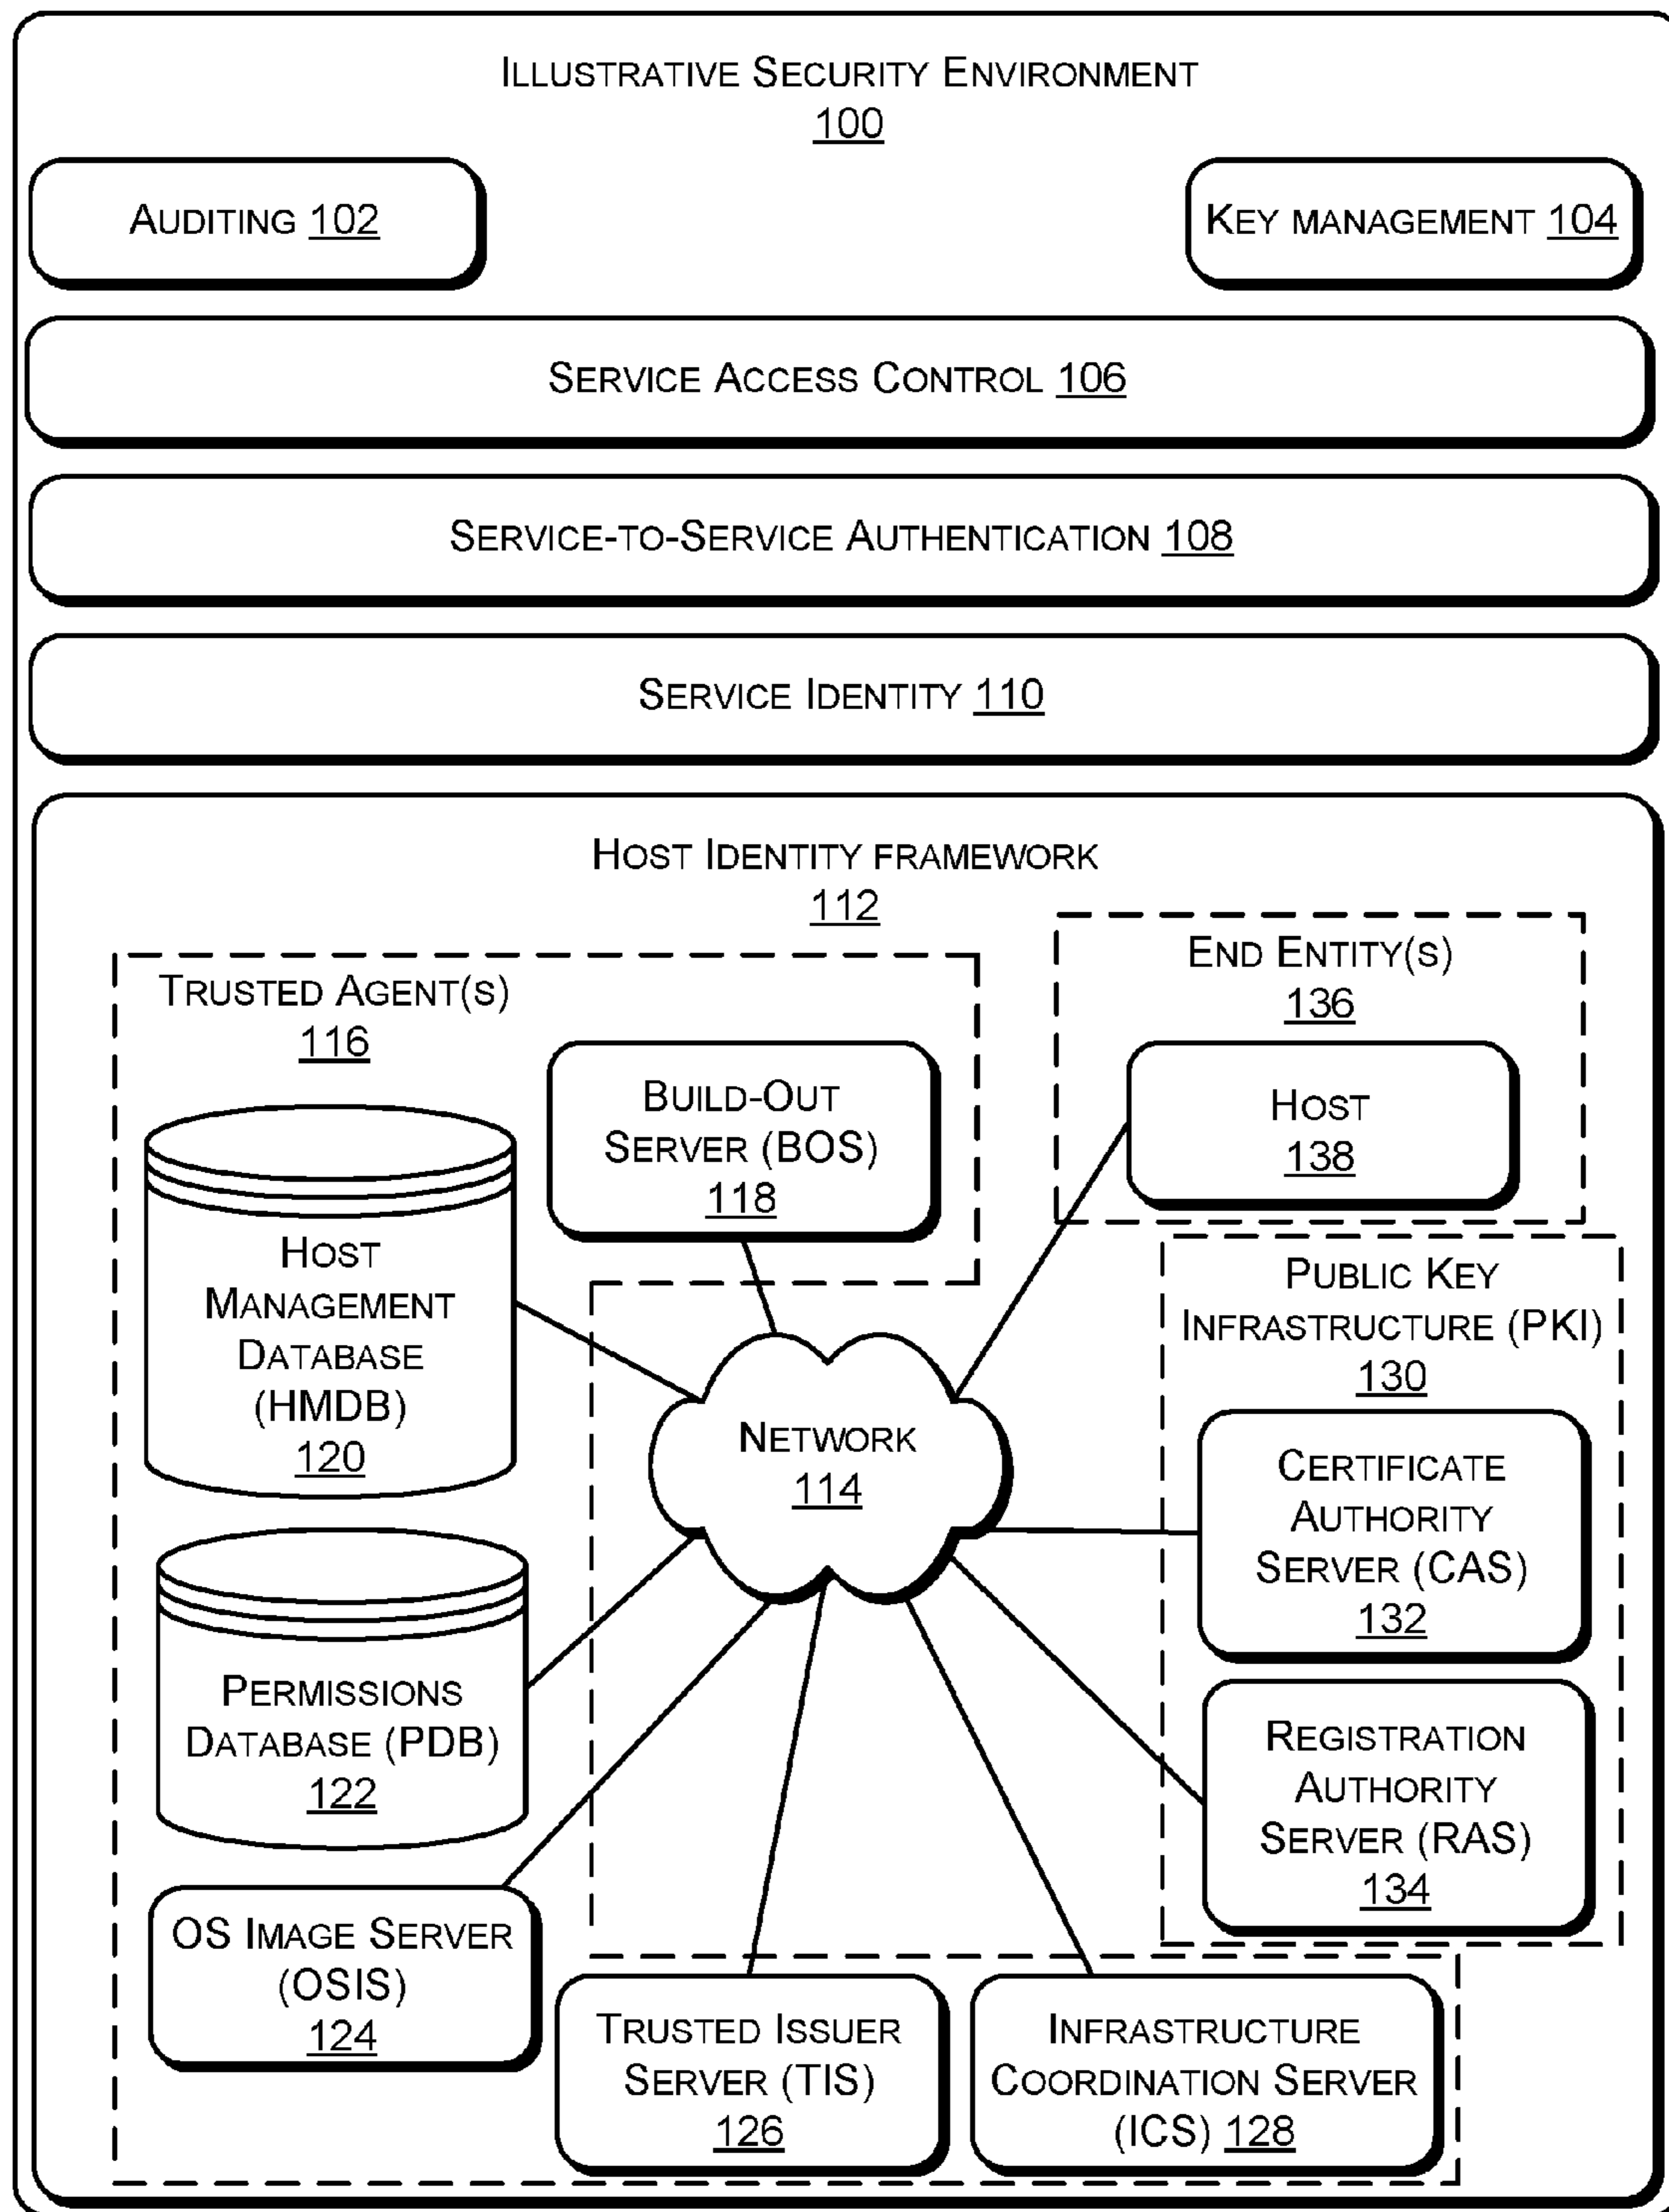 ILLUSTRATIVE SECURITY ENVIRONMENT
100
AUDITING 102
KEY MANAGEMENT 104
SERVICE ACCESS CONTROL 106
SERVICE-TO-SERVICE AUTHENTICATION 108
SERVICE IDENTITY 110
HOST IDENTITY FRAMEWORK
112
TRUSTED AGENT(S)
116
BUILD-OUT
SERVER (BOS)
118
HOST
MANAGEMENT
DATABASE
(HMDB)
120
PERMISSIONS
DATABASE (PDB)
122
OS IMAGE SERVER
(OSIS)
124
TRUSTED ISSUER
SERVER (TIS)
126
INFRASTRUCTURE
COORDINATION SERVER
(ICS) 128
NETWORK
114
END ENTITY(S)
136
HOST
138
PUBLIC KEY
INFRASTRUCTURE (PKI)
130
CERTIFICATE
AUTHORITY
SERVER (CAS)
132
REGISTRATION
AUTHORITY
SERVER (RAS)
134